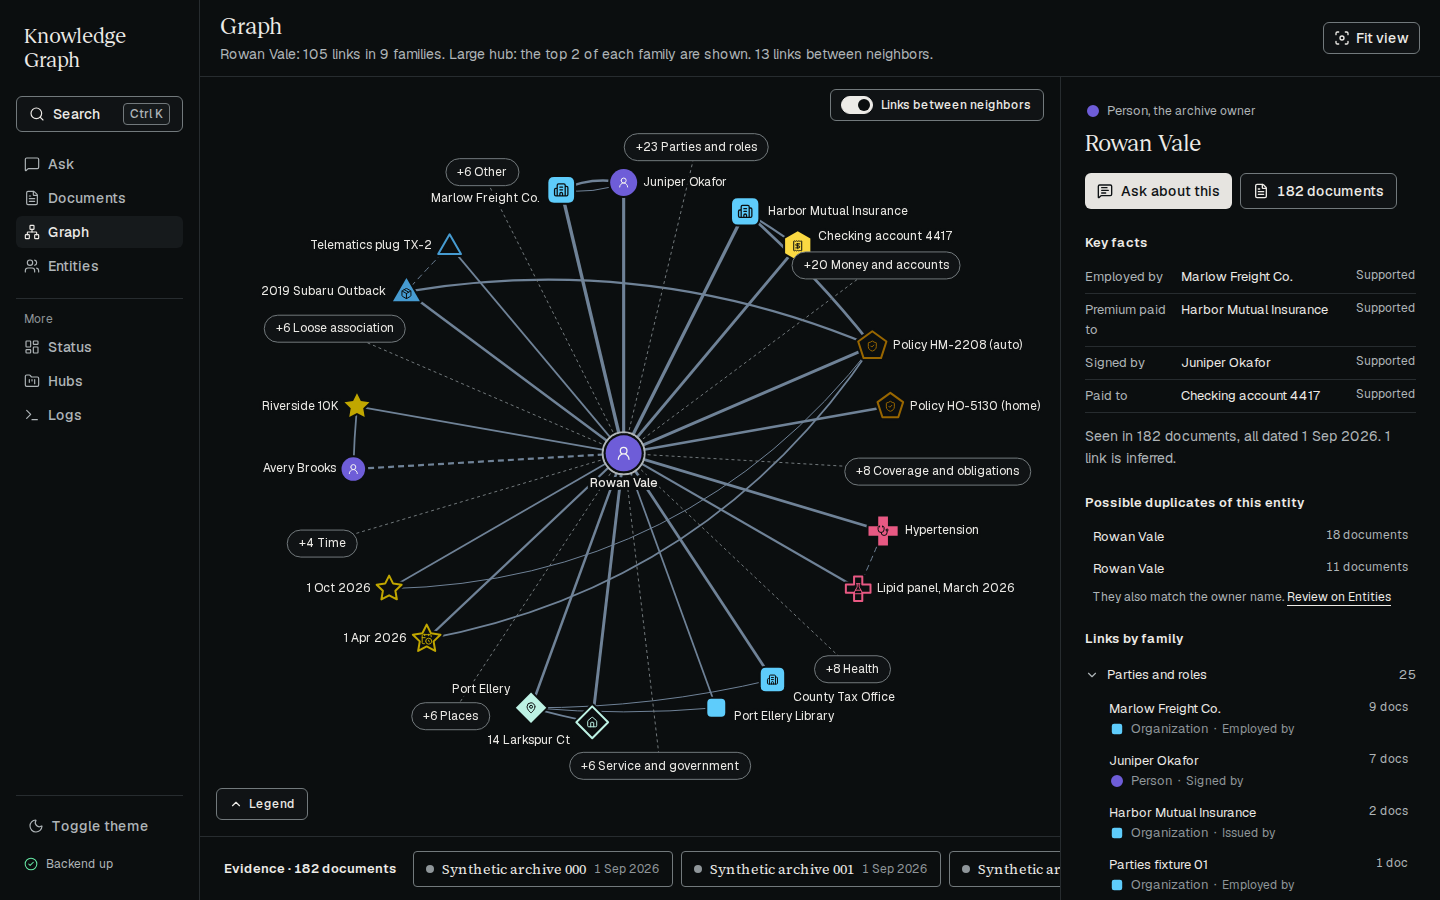 Knowledge
Graph
Search Ctrl K
Ask
Documents
Graph
Entities
More
Status
Hubs
Logs
Toggle theme
Backend up
Graph
Rowan Vale: 105 links in 9 families. Large hub: the top 2 of each family are shown. 13 links between neighbors.
Fit view
Links between neighbors
+23 Parties and roles
+6 Other
Juniper Okafor
Marlow Freight Co.
Harbor Mutual Insurance
Checking account 4417
Telematics plug TX-2
+20 Money and accounts
2019 Subaru Outback
+6 Loose association
Policy HM-2208 (auto)
Riverside 10K
Policy HO-5130 (home)
Avery Brooks
+8 Coverage and obligations
Rowan Vale
Hypertension
+4 Time
1 Oct 2026
Lipid panel, March 2026
1 Apr 2026
+8 Health
Port Ellery
County Tax Office
+6 Places
Port Ellery Library
14 Larkspur Ct
+6 Service and government
Legend
Evidence · 182 documents
Synthetic archive 000 1 Sep 2026
Synthetic archive 001 1 Sep 2026
Synthetic ar
Person, the archive owner
Rowan Vale
Ask about this
182 documents
Key facts
Employed by Marlow Freight Co. Supported
Premium paid to Harbor Mutual Insurance Supported
Signed by Juniper Okafor Supported
Paid to Checking account 4417 Supported
Seen in 182 documents, all dated 1 Sep 2026. 1
link is inferred.
Possible duplicates of this entity
Rowan Vale 18 documents
Rowan Vale 11 documents
They also match the owner name. Review on Entities
Links by family
Parties and roles 25
Marlow Freight Co. 9 docs
Organization · Employed by
Juniper Okafor 7 docs
Person · Signed by
Harbor Mutual Insurance 2 docs
Organization · Issued by
Parties fixture 01 1 doc
Organization · Employed by